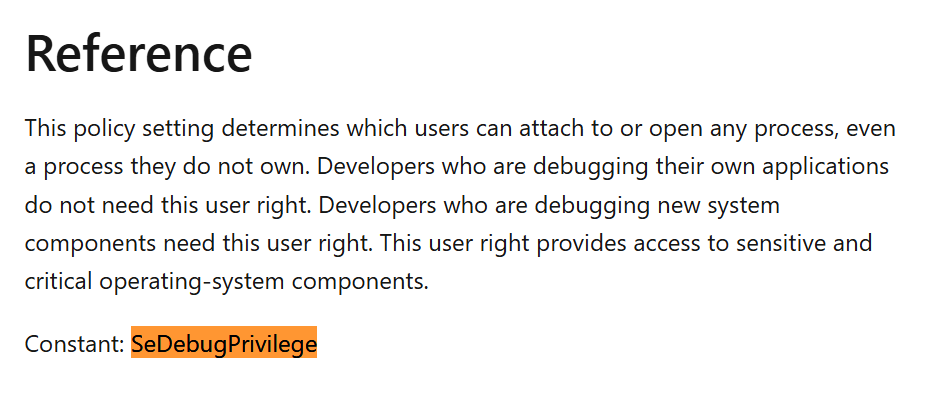 Reference
This policy setting determines which users can attach to or open any process, even
a process they do not own. Developers who are debugging their own applications
do not need this user right. Developers who are debugging new system
components need this user right. This user right provides access to sensitive and
critical operating-system components.
Constant: SeDebugPrivilege